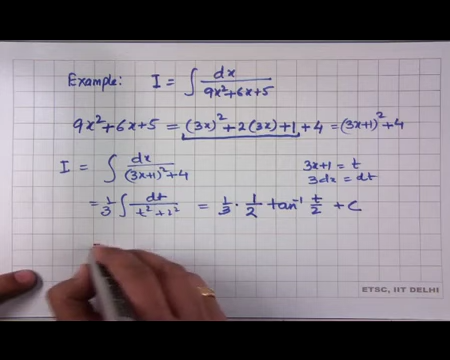 Example: I = ∫ dx / (9x²+6x+5)
9x²+6x+5 = (3x)²+2(3x)+1+4 = (3x+1)²+4
I = ∫ dx / ((3x+1)²+4)
3x+1 = t
3dx = dt
= 1/3 ∫ dt / (t²+2²) = 1/3 · 1/2 tan⁻¹ t/2 + C
ETSC, IIT DELHI